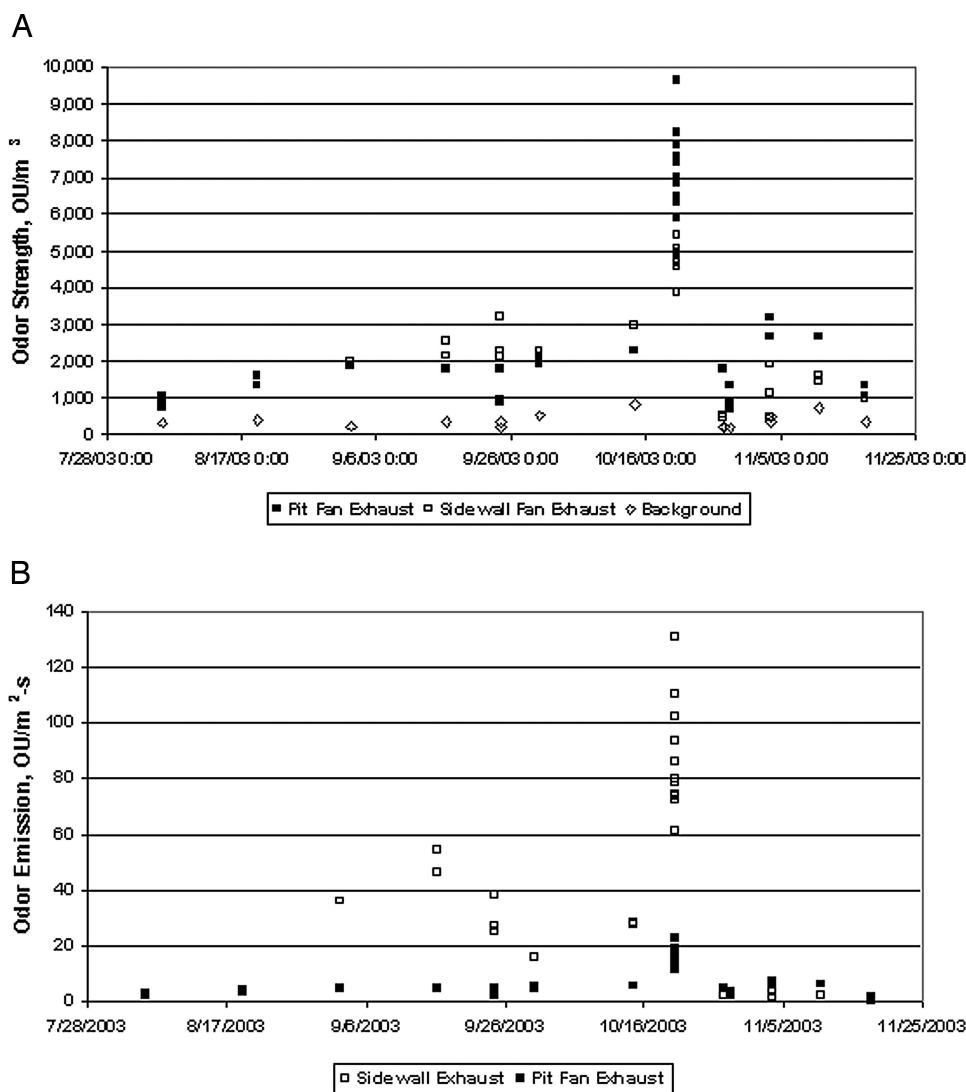 A
10,000
9,000
8,000
7,000
6,000
5,000
4,000
3,000
2,000
1,000
0
Odor Strength, OU/m ³
7/28/03 0:00 8/17/03 0:00 9/6/03 0:00 9/26/03 0:00 10/16/03 0:00 11/5/03 0:00 11/25/03 0:00
Pit Fan Exhaust Sidewall Fan Exhaust Background
B
140
120
100
80
60
40
20
0
Odor Emission, OU/m ²-s
7/28/2003 8/17/2003 9/6/2003 9/26/2003 10/16/2003 11/5/2003 11/25/2003
Sidewall Exhaust Pit Fan Exhaust